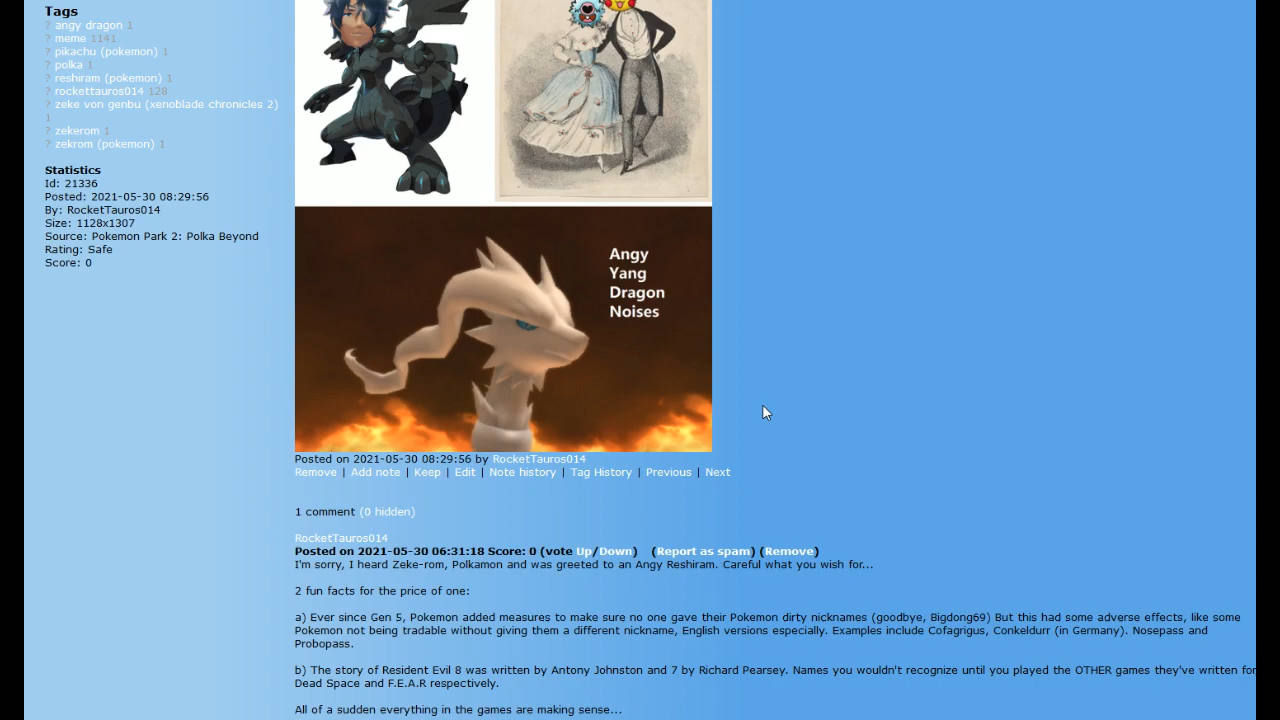 Tags
? angy dragon 1
? meme 1141
? pikachu (pokemon) 1
? polka 1
? reshiram (pokemon) 1
? rockettauros014 128
? zeke von genbu (xenoblade chronicles 2)
1
? zekerom 1
? zekrom (pokemon) 1
Statistics
Id: 21336
Posted: 2021-05-30 08:29:56
By: RocketTauros014
Size: 1128x1307
Source: Pokemon Park 2: Polka Beyond
Rating: Safe
Score: 0
Angy
Yang
Dragon
Noises
Posted on 2021-05-30 08:29:56 by RocketTauros014
Remove | Add note | Keep | Edit | Note history | Tag History | Previous | Next
1 comment (0 hidden)
RocketTauros014
Posted on 2021-05-30 06:31:18 Score: 0 (vote Up/Down) (Report as spam) (Remove)
I'm sorry, I heard Zeke-rom, Polkamon and was greeted to an Angy Reshiram. Careful what you wish for...
2 fun facts for the price of one:
a) Ever since Gen 5, Pokemon added measures to make sure no one gave their Pokemon dirty nicknames (goodbye, Bigdong69) But this had some adverse effects, like some
Pokemon not being tradable without giving them a different nickname, English versions especially. Examples include Cofagrigus, Conkeldurr (in Germany). Nosepass and
Probopass.
b) The story of Resident Evil 8 was written by Antony Johnston and 7 by Richard Pearsey. Names you wouldn't recognize until you played the OTHER games they've written for
Dead Space and F.E.A.R respectively.
All of a sudden everything in the games are making sense...